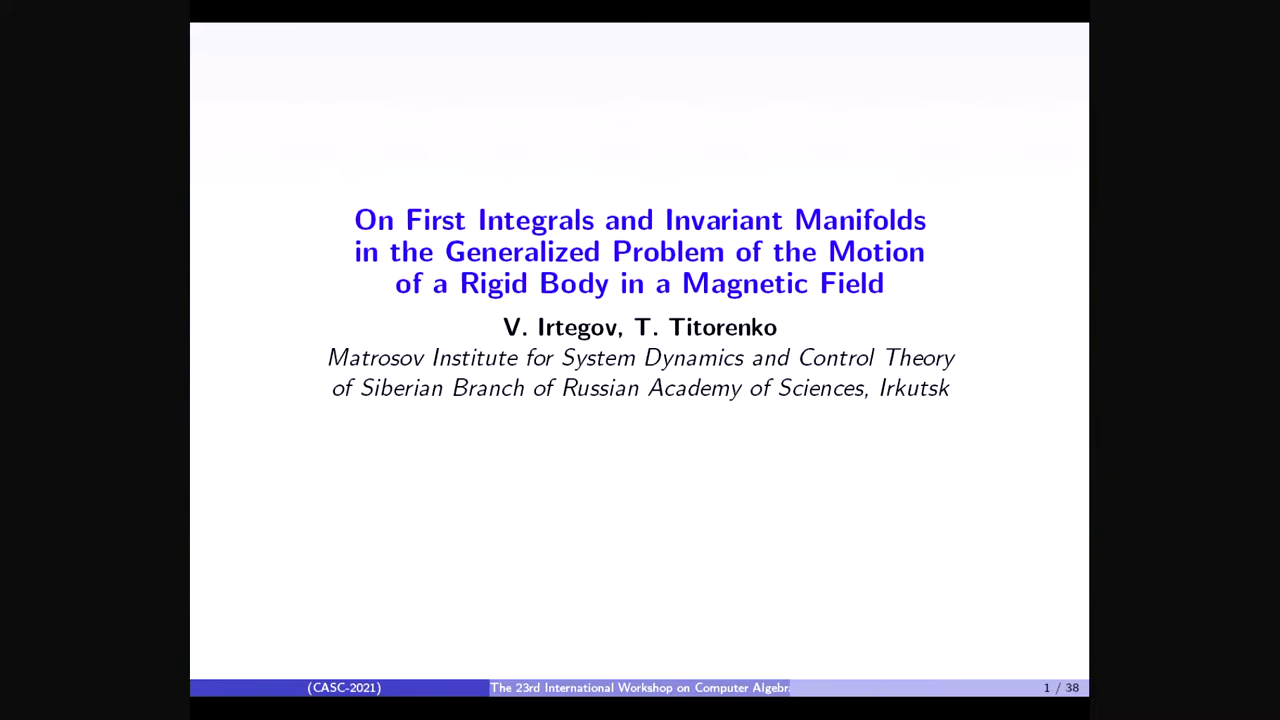 On First Integrals and Invariant Manifolds
in the Generalized Problem of the Motion
of a Rigid Body in a Magnetic Field
V. Irtegov, T. Titorenko
Matrosov Institute for System Dynamics and Control Theory
of Siberian Branch of Russian Academy of Sciences, Irkutsk
(CASC-2021) The 23rd International Workshop on Computer Algebra 1 / 38